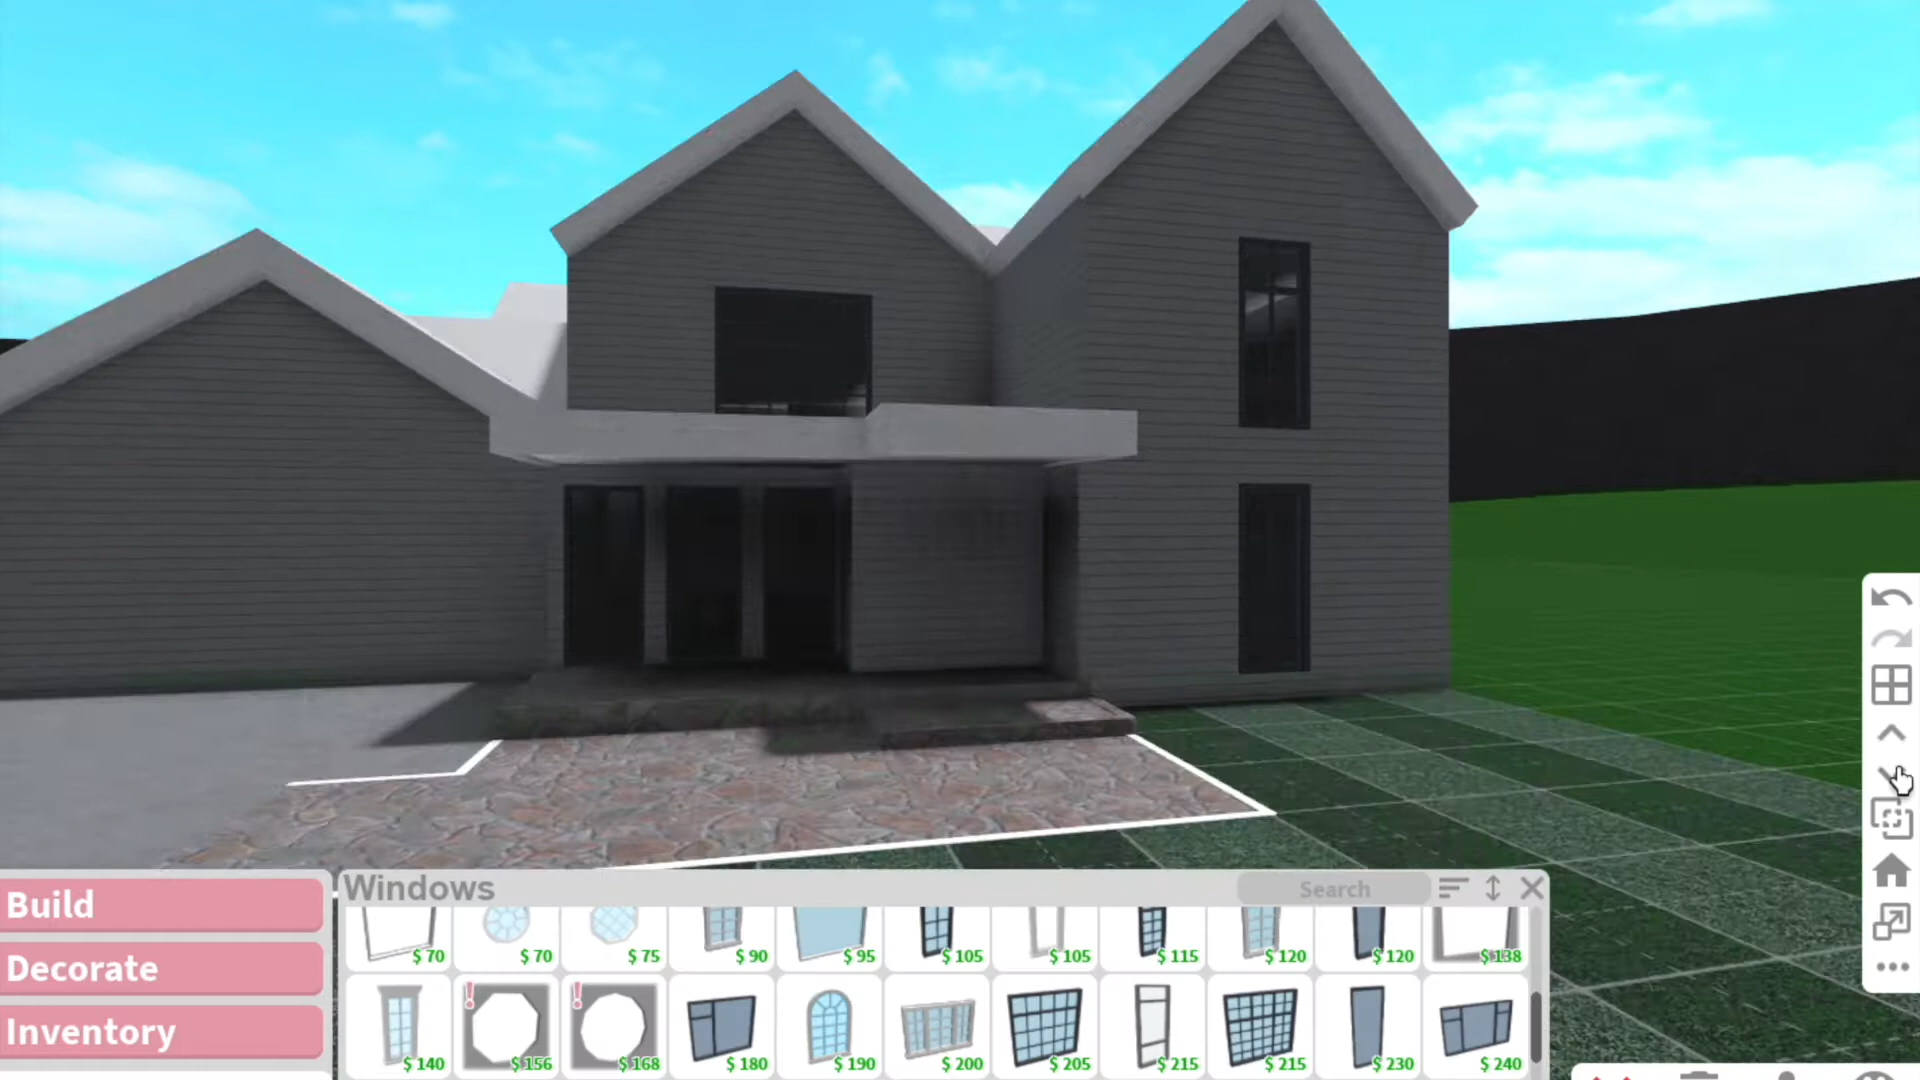 Build
Decorate
Inventory
Windows
Search
$70 $70 $75 $90 $95 $105 $105 $115 $120 $120 $138
! !
$140 $156 $168 $180 $190 $200 $205 $215 $215 $230 $240